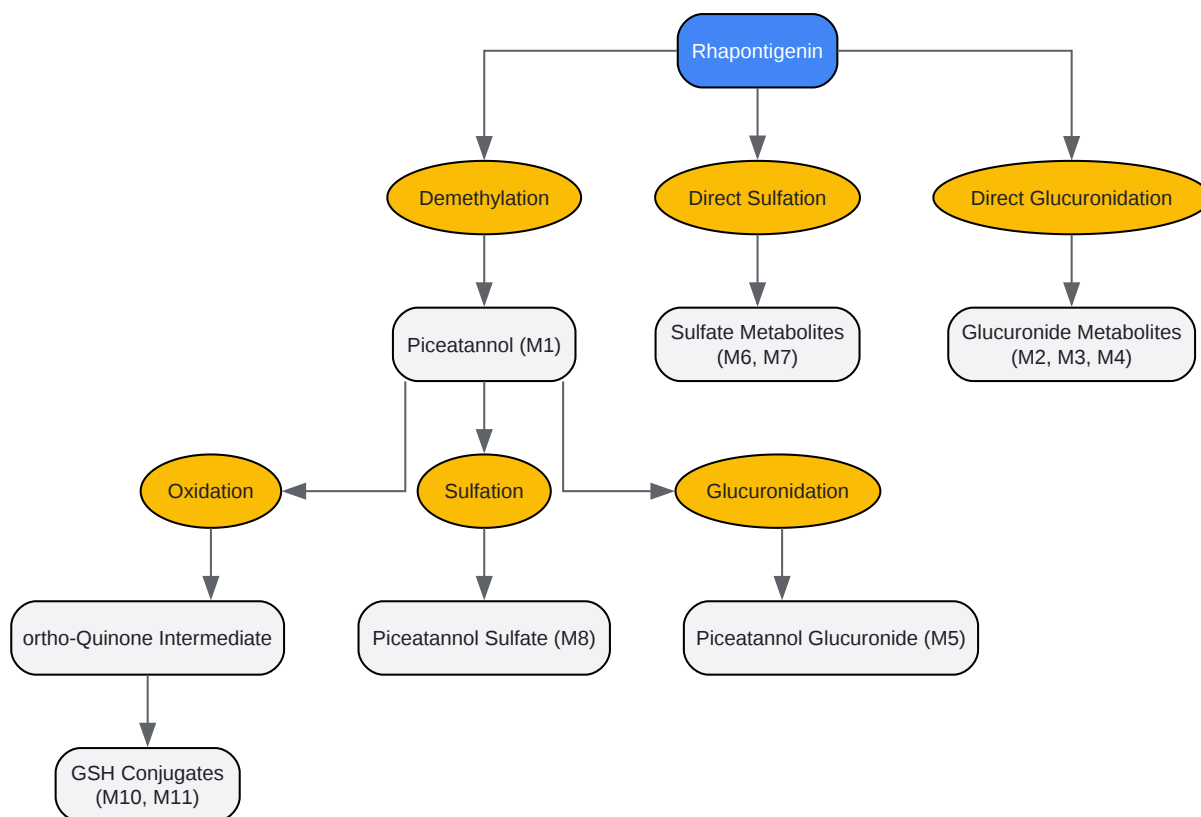 Rhapontigenin
Demethylation
Direct Sulfation
Direct Glucuronidation
Piceatannol (M1)
Sulfate Metabolites
(M6, M7)
Glucuronide Metabolites
(M2, M3, M4)
Oxidation
Sulfation
Glucuronidation
ortho-Quinone Intermediate
Piceatannol Sulfate (M8)
Piceatannol Glucuronide (M5)
GSH Conjugates
(M10, M11)